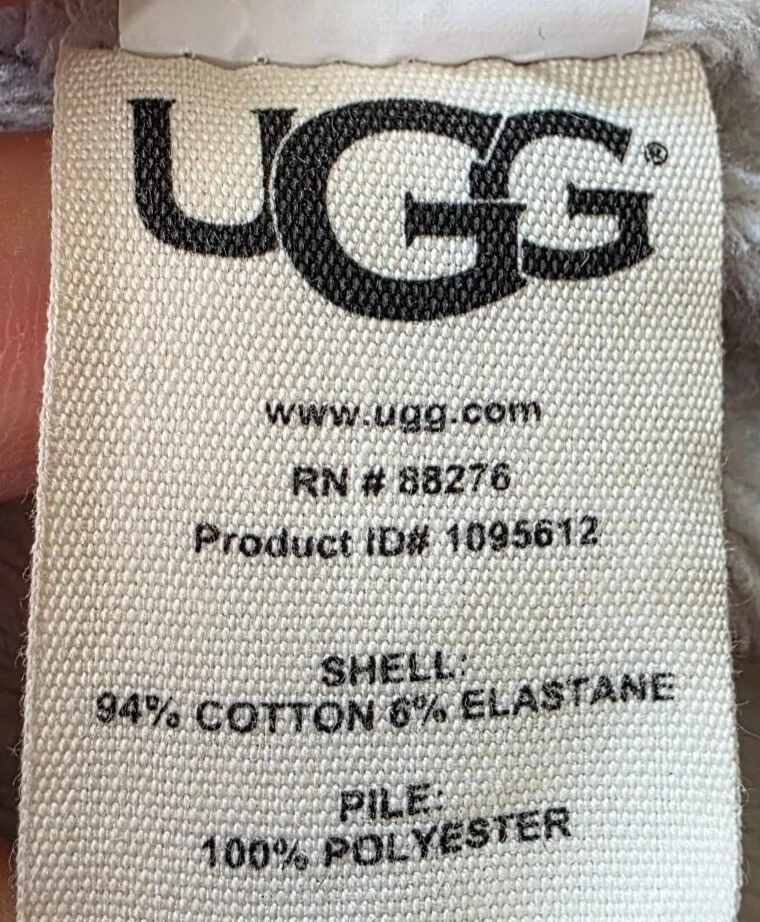 UGG®
www.ugg.com
RN # 88276
Product ID# 1095612
SHELL:
94% COTTON 6% ELASTANE
PILE:
100% POLYESTER